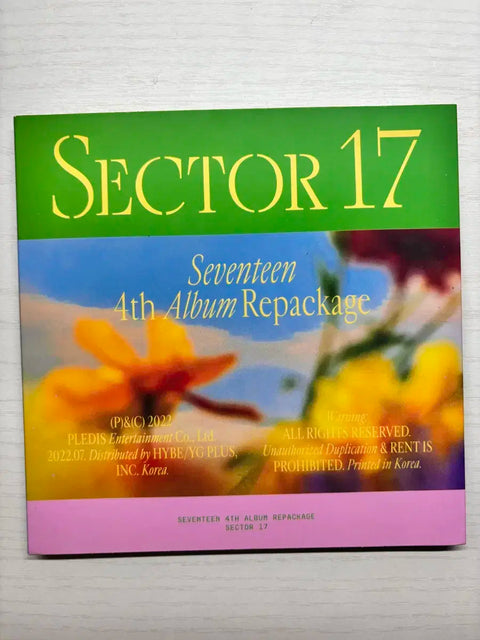 SECTOR 17
Seventeen
4th Album Repackage
(P)&(C) 2022
PLEDIS Entertainment Co., Ltd.
2022.07. Distributed by HYBE/YG PLUS,
INC. Korea.
Warning:
ALL RIGHTS RESERVED.
Unauthorized Duplication & RENT IS
PROHIBITED. Printed in Korea.
SEVENTEEN 4TH ALBUM REPACKAGE
SECTOR 17